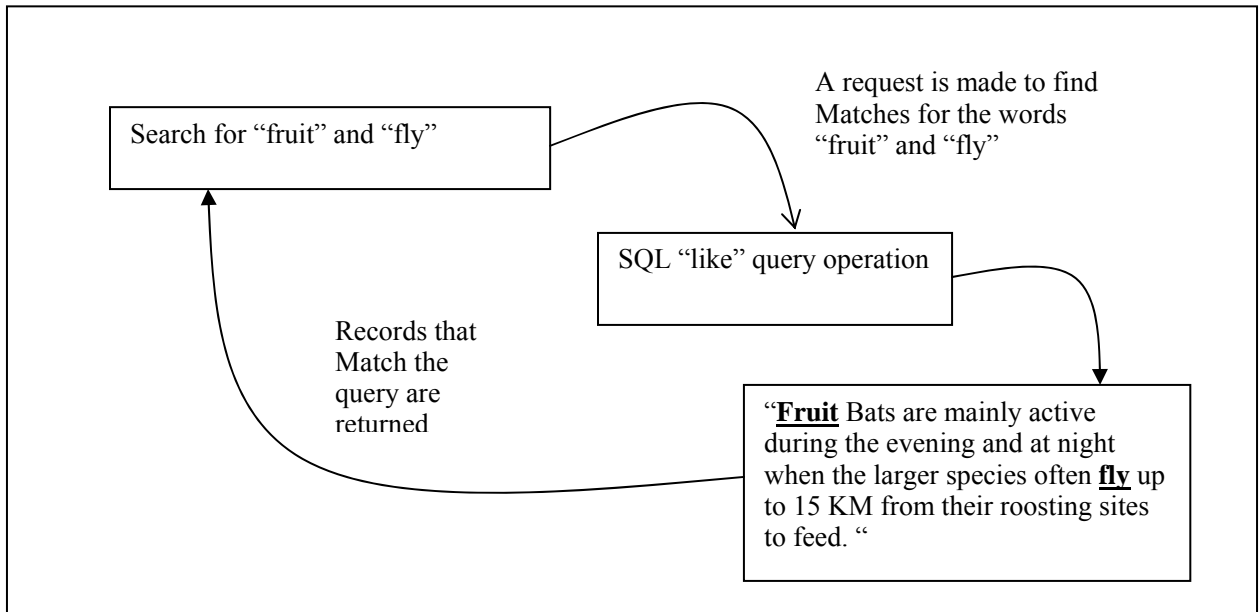 A request is made to find
Matches for the words
“fruit” and “fly”
Search for “fruit” and “fly”
SQL “like” query operation
Records that
Match the
query are
returned
“Fruit Bats are mainly active
during the evening and at night
when the larger species often fly up
to 15 KM from their roosting sites
to feed. “